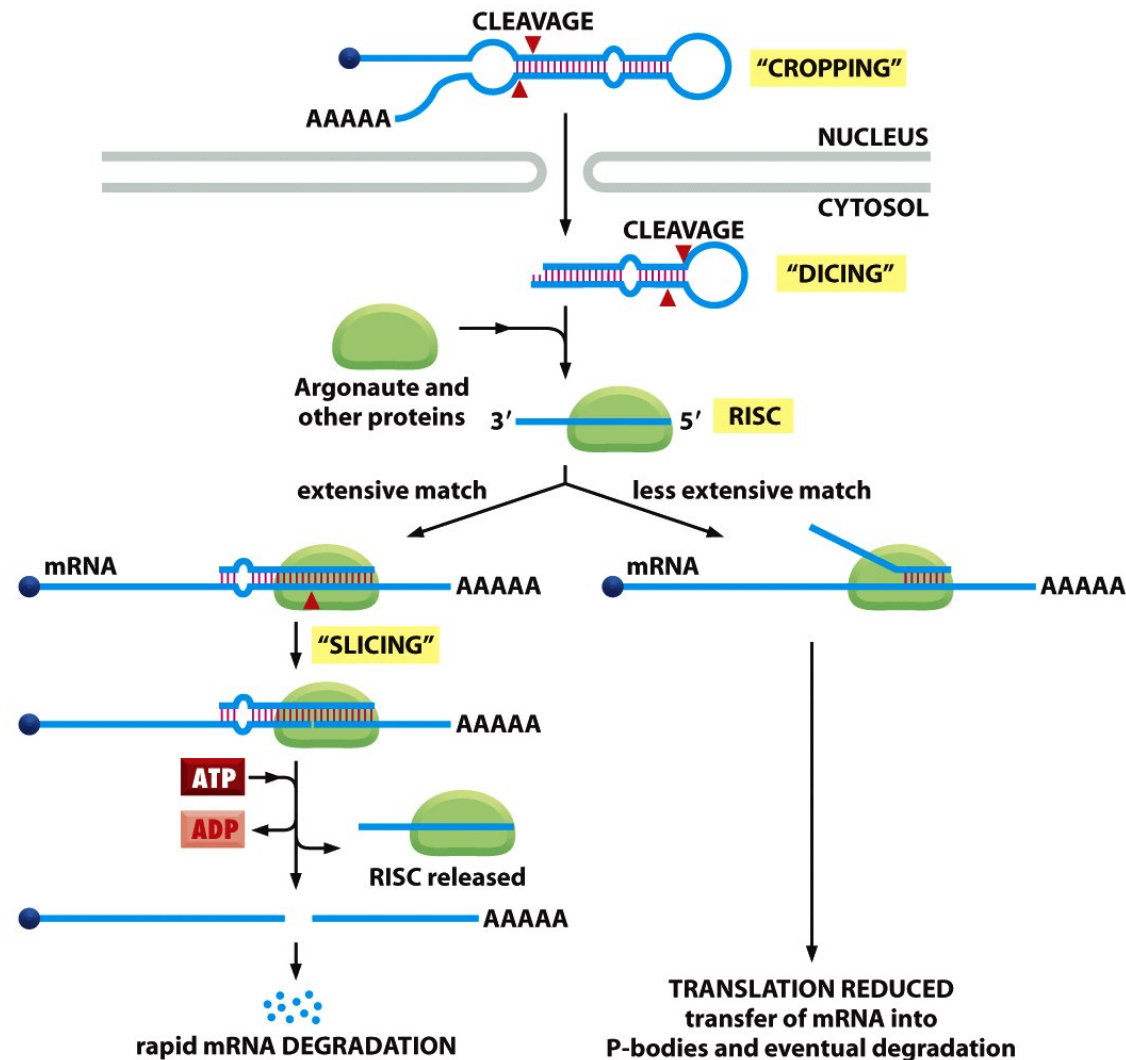 CLEAVAGE
“CROPPING”
AAAAA
NUCLEUS
CYTOSOL
CLEAVAGE
“DICING”
Argonaute and
other proteins
3′
5′
RISC
extensive match
less extensive match
mRNA
AAAAA
mRNA
AAAAA
“SLICING”
AAAAA
ATP
ADP
RISC released
AAAAA
rapid mRNA DEGRADATION
TRANSLATION REDUCED
transfer of mRNA into
P-bodies and eventual degradation